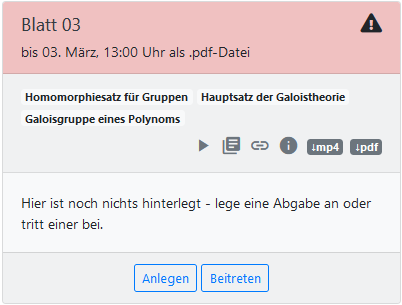 Blatt 03
bis 03. März, 13:00 Uhr als .pdf-Datei
Homomorphiesatz für Gruppen Hauptsatz der Galoistheorie
Galoisgruppe eines Polynoms
↓mp4 ↓pdf
Hier ist noch nichts hinterlegt - lege eine Abgabe an oder
tritt einer bei.
Anlegen Beitreten